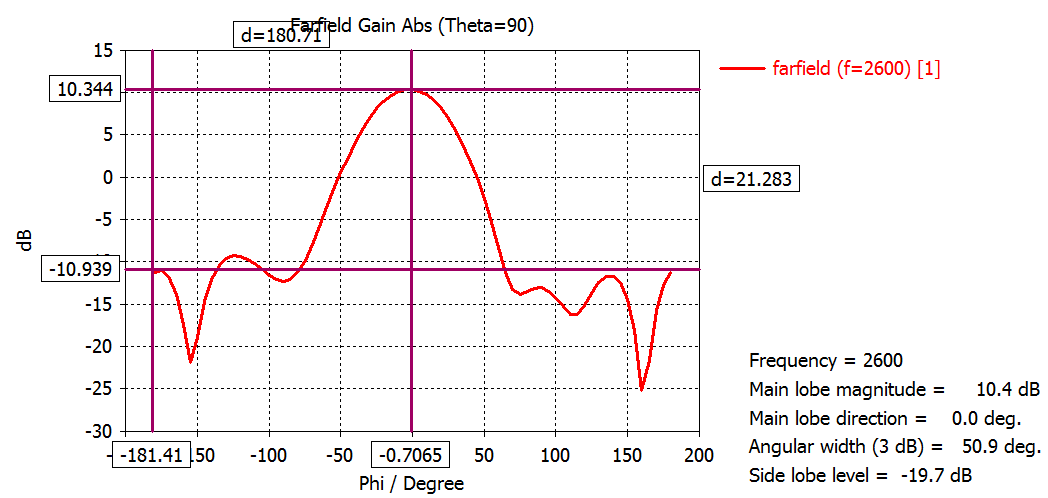 Farfield Gain Abs (Theta=90)
d=180.71
15
10.344
5
0
-5
-10.939
-15
-20
-25
-30
dB
d=21.283
farfield (f=2600) [1]
-181.41
50
-100
-50
-0.7065
50
100
150
200
Phi / Degree
Frequency = 2600
Main lobe magnitude = 10.4 dB
Main lobe direction = 0.0 deg.
Angular width (3 dB) = 50.9 deg.
Side lobe level = -19.7 dB